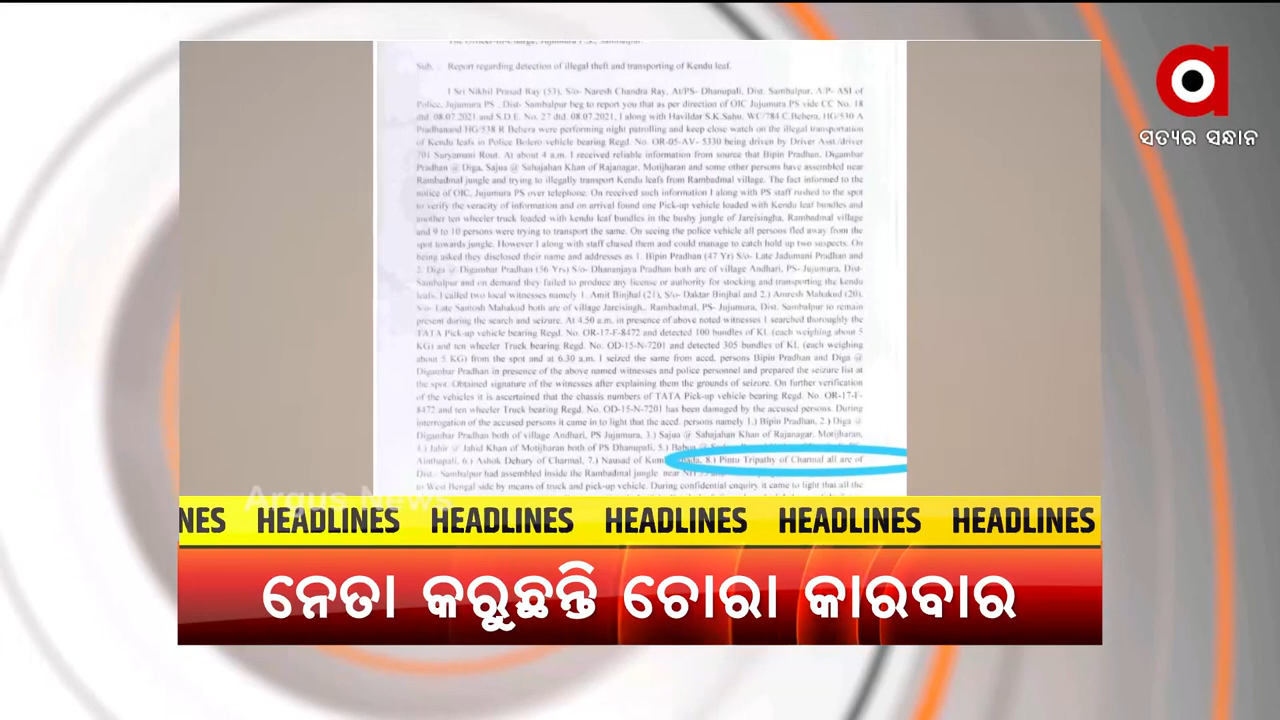 Sub. : Report regarding detection of illegal theft and transporting of Kendu leaf.
I Sri Nikhil Prasad Ray (53), S/o- Naresh Chandra Ray, At/PS- Dhanupali, Dist. Sambalpur, A/P- ASI of
Police, Jujumura PS , Dist- Sambalpur beg to report you that as per direction of OIC Jujumura PS vide CC No. 18
dtd. 08.07.2021 and S.D.E. No. 27 dtd. 08.07.2021, I along with Havildar S.K.Sahu, WC/784 C.Behera, HG/530 A
Pradhanand HG/538 R Behera were performing night patrolling and keep close watch on the illegal transportation
of Kendu leafs in Police Bolero vehicle bearing Regd. No. OR-05-AV- 5330 being driven by Driver Asst./driver
701 Suryamani Rout. At about 4 a.m. I received reliable information from source that Bipin Pradhan, Digambar
Pradhan @ Diga, Sajua @ Sahajahan Khan of Rajanagar, Motijharan and some other persons have assembled near
Rambadmal jungle and trying to illegally transport Kendu leafs from Rambadmal village. The fact informed to the
notice of OIC, Jujumura PS over telephone. On received such information I along with PS staff rushed to the spot
to verify the veracity of information and on arrival found one Pick-up vehicle loaded with Kendu leaf bundles and
another ten wheeler truck loaded with kendu leaf bundles in the bushy jungle of Jareisingha, Rambadmal village
and 9 to 10 persons were trying to transport the same. On seeing the police vehicle all persons fled away from the
spot towards jungle. However I along with staff chased them and could manage to catch hold up two suspects. On
being asked they disclosed their name and addresses as 1. Bipin Pradhan (47 Yr) S/o- Late Jadumani Pradhan and
2. Diga @ Digambar Pradhan (56 Yrs) S/o- Dhananjaya Pradhan both are of village Andhari, PS- Jujumura, Dist-
Sambalpur and on demand they failed to produce any license or authority for stocking and transporting the kendu
leafs. I called two local witnesses namely 1. Amit Binjhal (21), S/o- Daktar Binjhal and 2.) Amresh Mahakud (20),
S/o- Late Santosh Mahakud both are of village Jareisingh, Rambadmal, PS- Jujumura, Dist. Sambalpur to remain
present during the search and seizure. At 4.50 a.m. in presence of above noted witnesses I searched thoroughly the
TATA Pick-up vehicle bearing Regd. No. OR-17-F-8472 and detected 100 bundles of KL (each weighing about 5
KG) and ten wheeler Truck bearing Regd. No. OD-15-N-7201 and detected 305 bundles of KL (each weighing
about 5 KG) from the spot and at 6.30 a.m. I seized the same from accd. persons Bipin Pradhan and Diga @
Digambar Pradhan in presence of the above named witnesses and police personnel and prepared the seizure list at
the spot. Obtained signature of the witnesses after explaining them the grounds of seizure. On further verification
of the vehicles it is ascertained that the chassis numbers of TATA Pick-up vehicle bearing Regd. No. OR-17-F-
8472 and ten wheeler Truck bearing Regd. No. OD-15-N-7201 has been damaged by the accused persons. During
interrogation of the accused persons it came in to light that the accd. persons namely 1.) Bipin Pradhan, 2.) Diga @
Digambar Pradhan both of village Andhari, PS Jujumura, 3.) Sajua @ Sahajahan Khan of Rajanagar, Motijharan,
4.) Jahir @ Jahid Khan of Motijharan both of PS Dhanupali, 5.)
Ainthapali, 6.) Ashok Dehury of Charmal, 7.) Nausad of 8.) Pintu Tripathy of Charmal all are of
Dist. Sambalpur had assembled inside the Rambadmal jungle near
to West Bengal side by means of truck and pick-up vehicle. During confidential enquiry it came to light that all the
ସତ୍ୟର ସନ୍ଧାନ
Argus News
NES HEADLINES HEADLINES HEADLINES HEADLINES HEADLINES
ନେତା କରୁଛନ୍ତି ଚୋରା କାରବାର